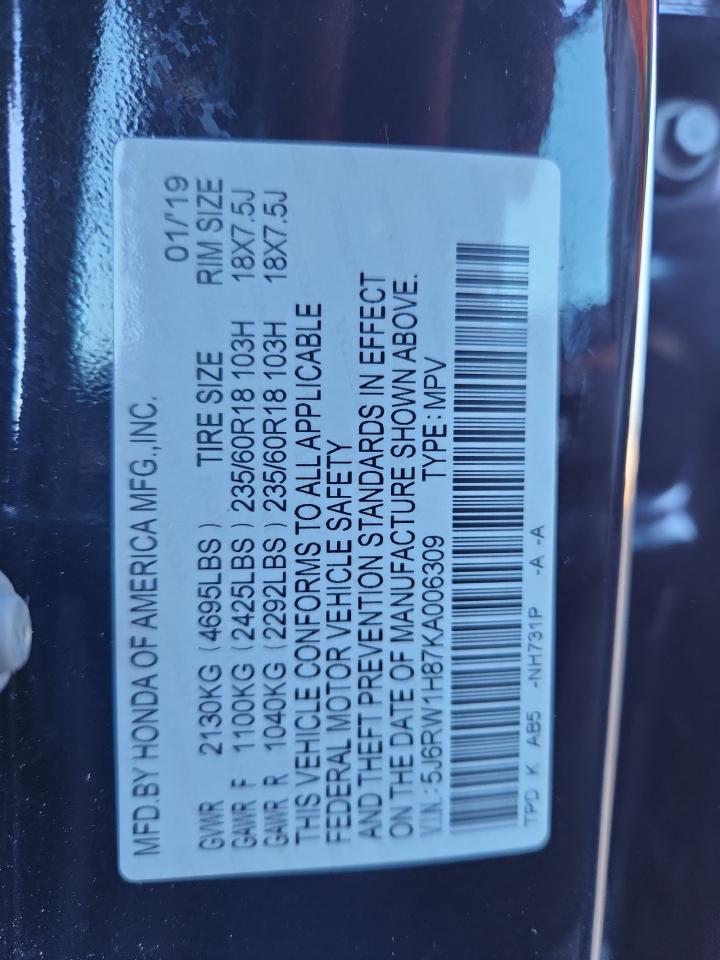 MFD.BY HONDA OF AMERICA MFG.,INC. 01/'19
GVWR 2130KG (4695LBS) TIRE SIZE RIM SIZE
GAWR F 1100KG (2425LBS) 235/60R18 103H 18X7.5J
GAWR R 1040KG (2292LBS) 235/60R18 103H 18X7.5J
THIS VEHICLE CONFORMS TO ALL APPLICABLE
FEDERAL MOTOR VEHICLE SAFETY
AND THEFT PREVENTION STANDARDS IN EFFECT
ON THE DATE OF MANUFACTURE SHOWN ABOVE.
V.I.N.: 5J6RW1H87KA006309 TYPE: MPV
TPD K AB5 -NH731P -A -A